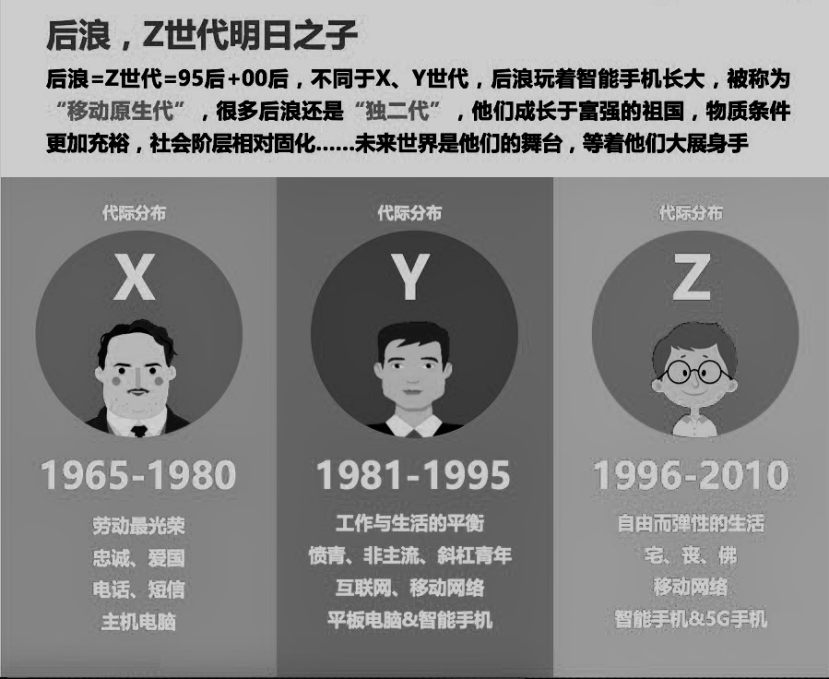 后浪，Z世代明日之子
后浪=Z世代=95后+00后，不同于X、Y世代，后浪玩着智能手机长大，被称为
“移动原生代”，很多后浪还是“独二代”，他们成长于富强的祖国，物质条件
更加充裕，社会阶层相对固化......未来世界是他们的舞台，等着他们大展身手
代际分布
X
1965-1980
劳动最光荣
忠诚、爱国
电话、短信
主机电脑
代际分布
Y
1981-1995
工作与生活的平衡
愤青、非主流、斜杠青年
互联网、移动网络
平板电脑&智能手机
代际分布
Z
1996-2010
自由而弹性的生活
宅、丧、佛
移动网络
智能手机&5G手机